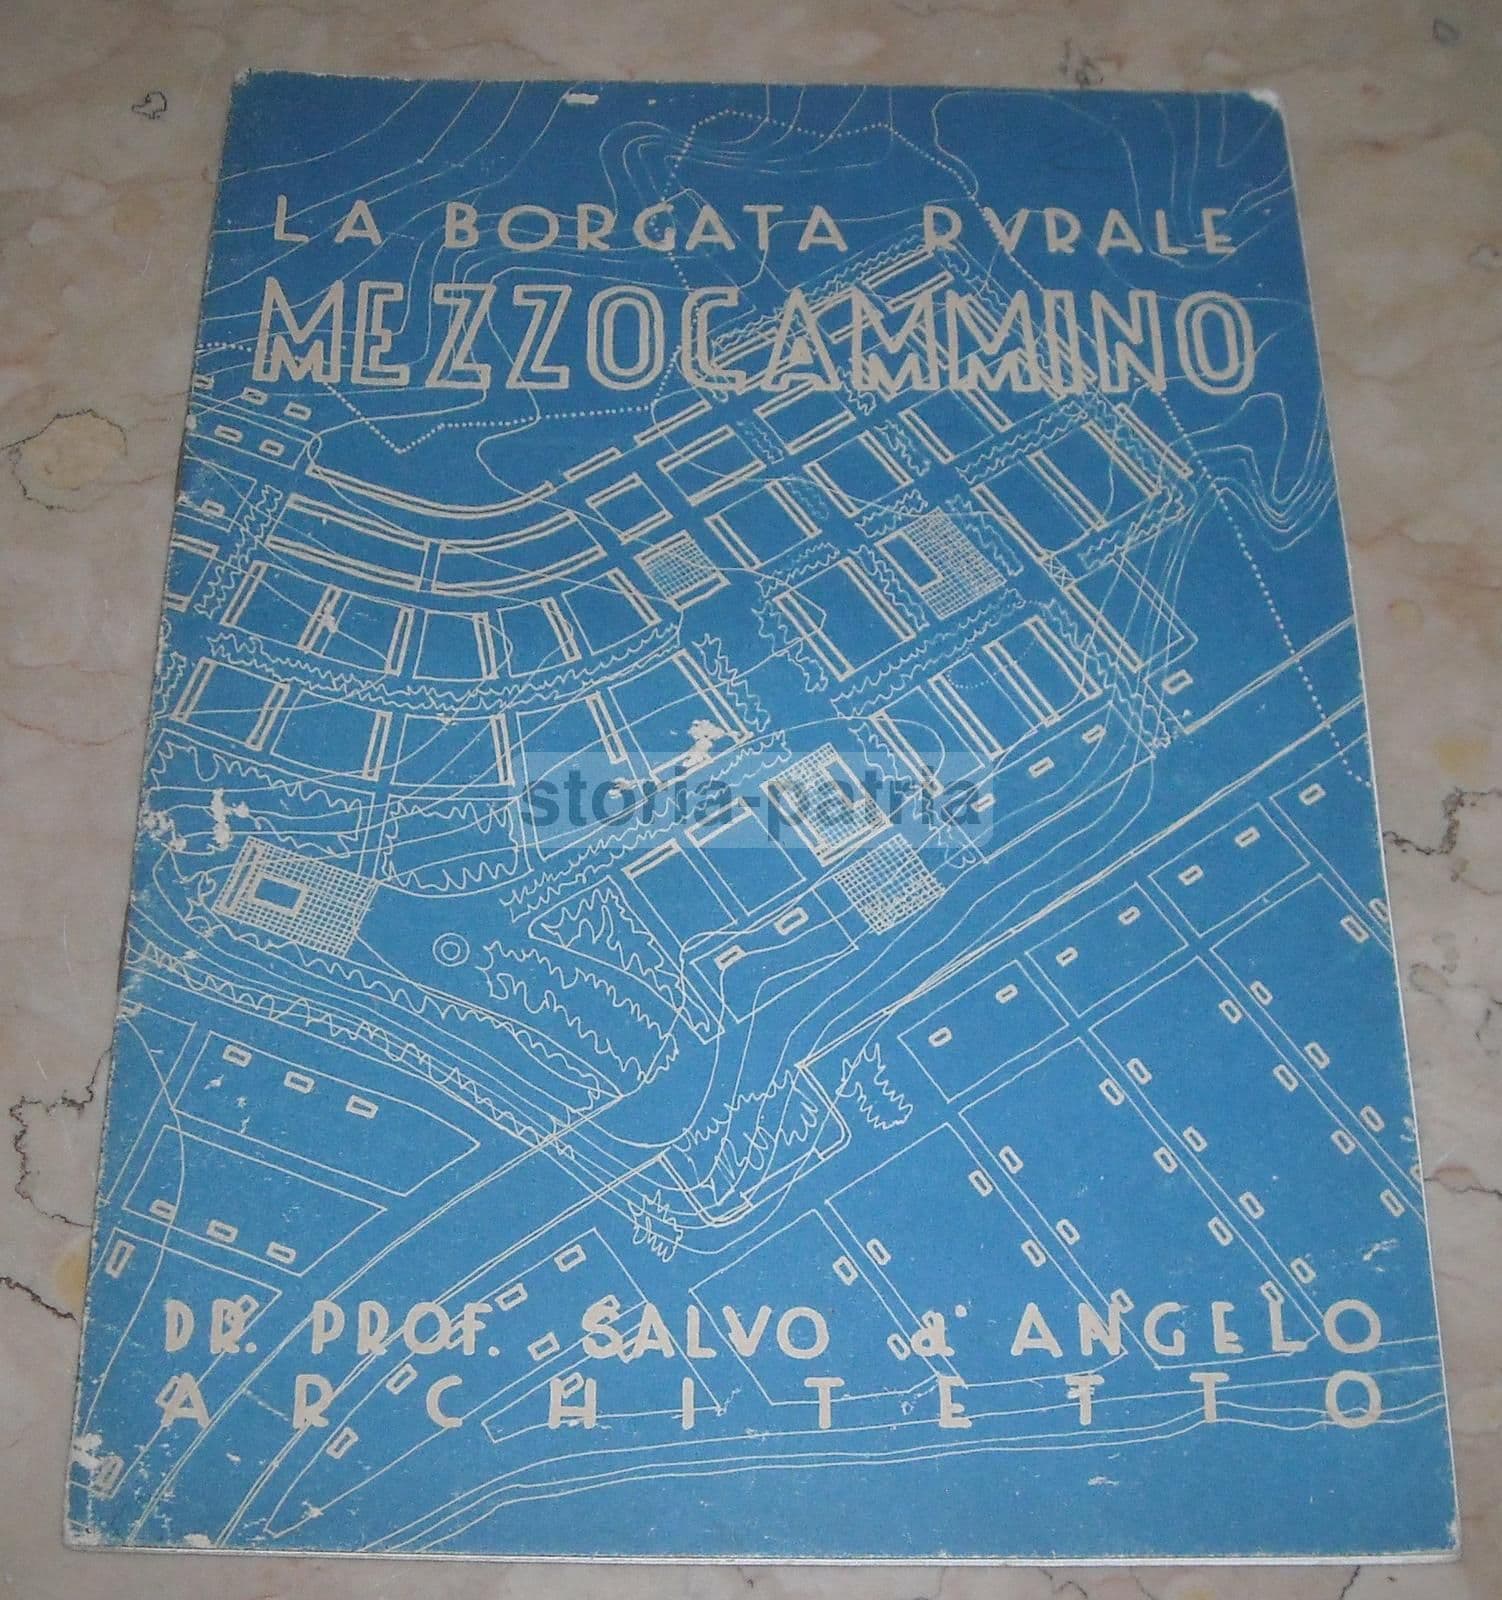 LA BORGATA RVRALE
MEZZOCAMMINO
storia-patria
DR. PROF. SALVO d'ANGELO
ARCHITETTO